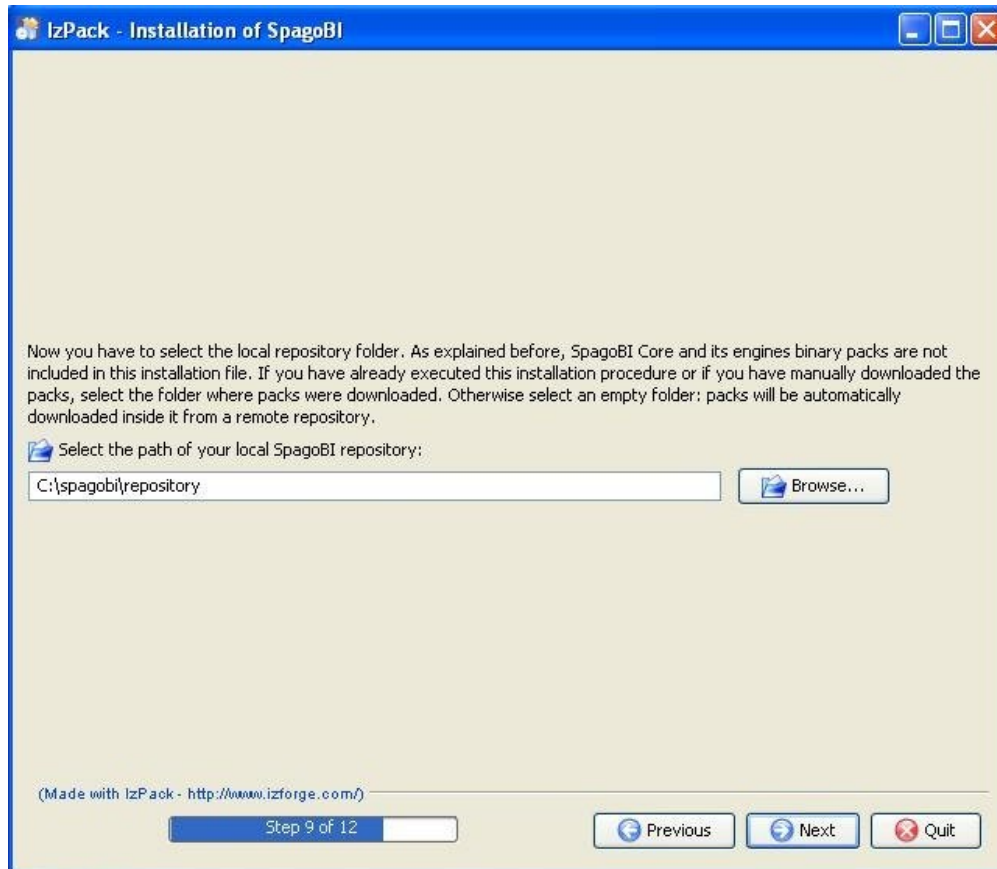 IzPack - Installation of SpagoBI
Now you have to select the local repository folder. As explained before, SpagoBI Core and its engines binary packs are not
included in this installation file. If you have already executed this installation procedure or if you have manually downloaded the
packs, select the folder where packs were downloaded. Otherwise select an empty folder: packs will be automatically
downloaded inside it from a remote repository.
Select the path of your local SpagoBI repository:
C:\spagobi\repository
Browse...
(Made with IzPack - http://www.izforge.com/)
Step 9 of 12
Previous
Next
Quit